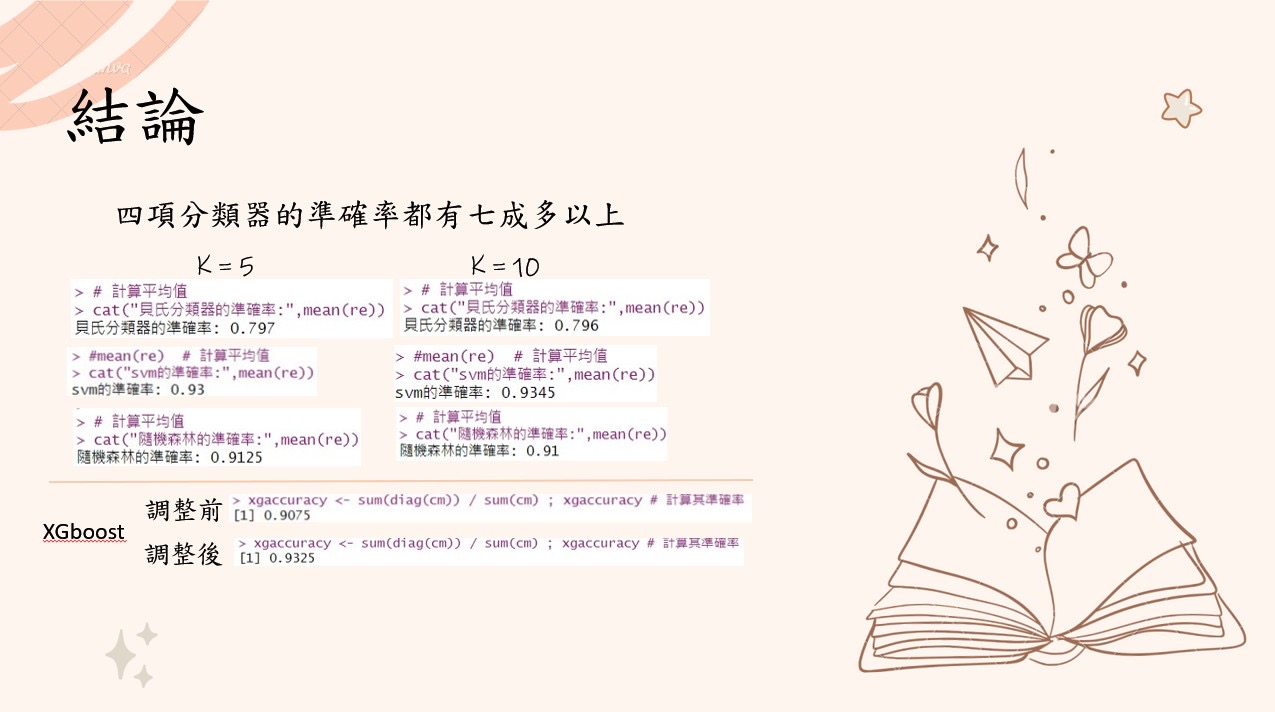 結論
四項分類器的準確率都有七成多以上
K = 5
> # 計算平均值
> cat("貝氏分類器的準確率:",mean(re))
貝氏分類器的準確率: 0.797
> #mean(re)  # 計算平均值
> cat("svm的準確率:",mean(re))
svm的準確率: 0.93
> # 計算平均值
> cat("隨機森林的準確率:",mean(re))
隨機森林的準確率: 0.9125
K = 10
> # 計算平均值
> cat("貝氏分類器的準確率:",mean(re))
貝氏分類器的準確率: 0.796
> #mean(re)  # 計算平均值
> cat("svm的準確率:",mean(re))
svm的準確率: 0.9345
> # 計算平均值
> cat("隨機森林的準確率:",mean(re))
隨機森林的準確率: 0.91
XGboost
調整前
> xgaccuracy <- sum(diag(cm)) / sum(cm) ; xgaccuracy # 計算其準確率
[1] 0.9075
調整後
> xgaccuracy <- sum(diag(cm)) / sum(cm) ; xgaccuracy # 計算其準確率
[1] 0.9325